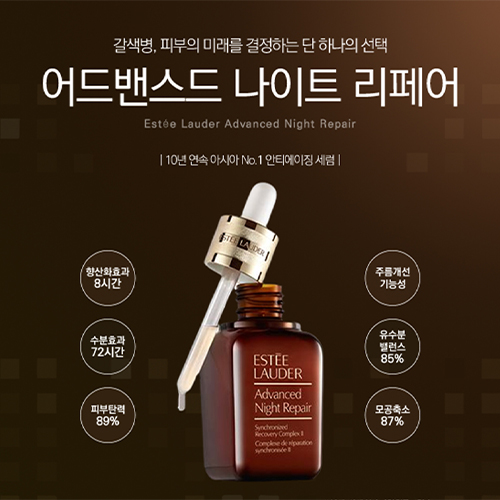 갈색병, 피부의 미래를 결정하는 단 하나의 선택
어드밴스드 나이트 리페어
Estée Lauder Advanced Night Repair
| 10년 연속 아시아 No.1 안티에이징 세럼 |
ESTĒE LAUDER
향산화효과
8시간
주름개선
기능성
수분효과
72시간
유수분
밸런스
85%
피부탄력
89%
모공축소
87%
ESTĒE
LAUDER
Advanced
Night Repair
Synchronized
Recovery Complex II
Complexe de réparation
synchronisée II